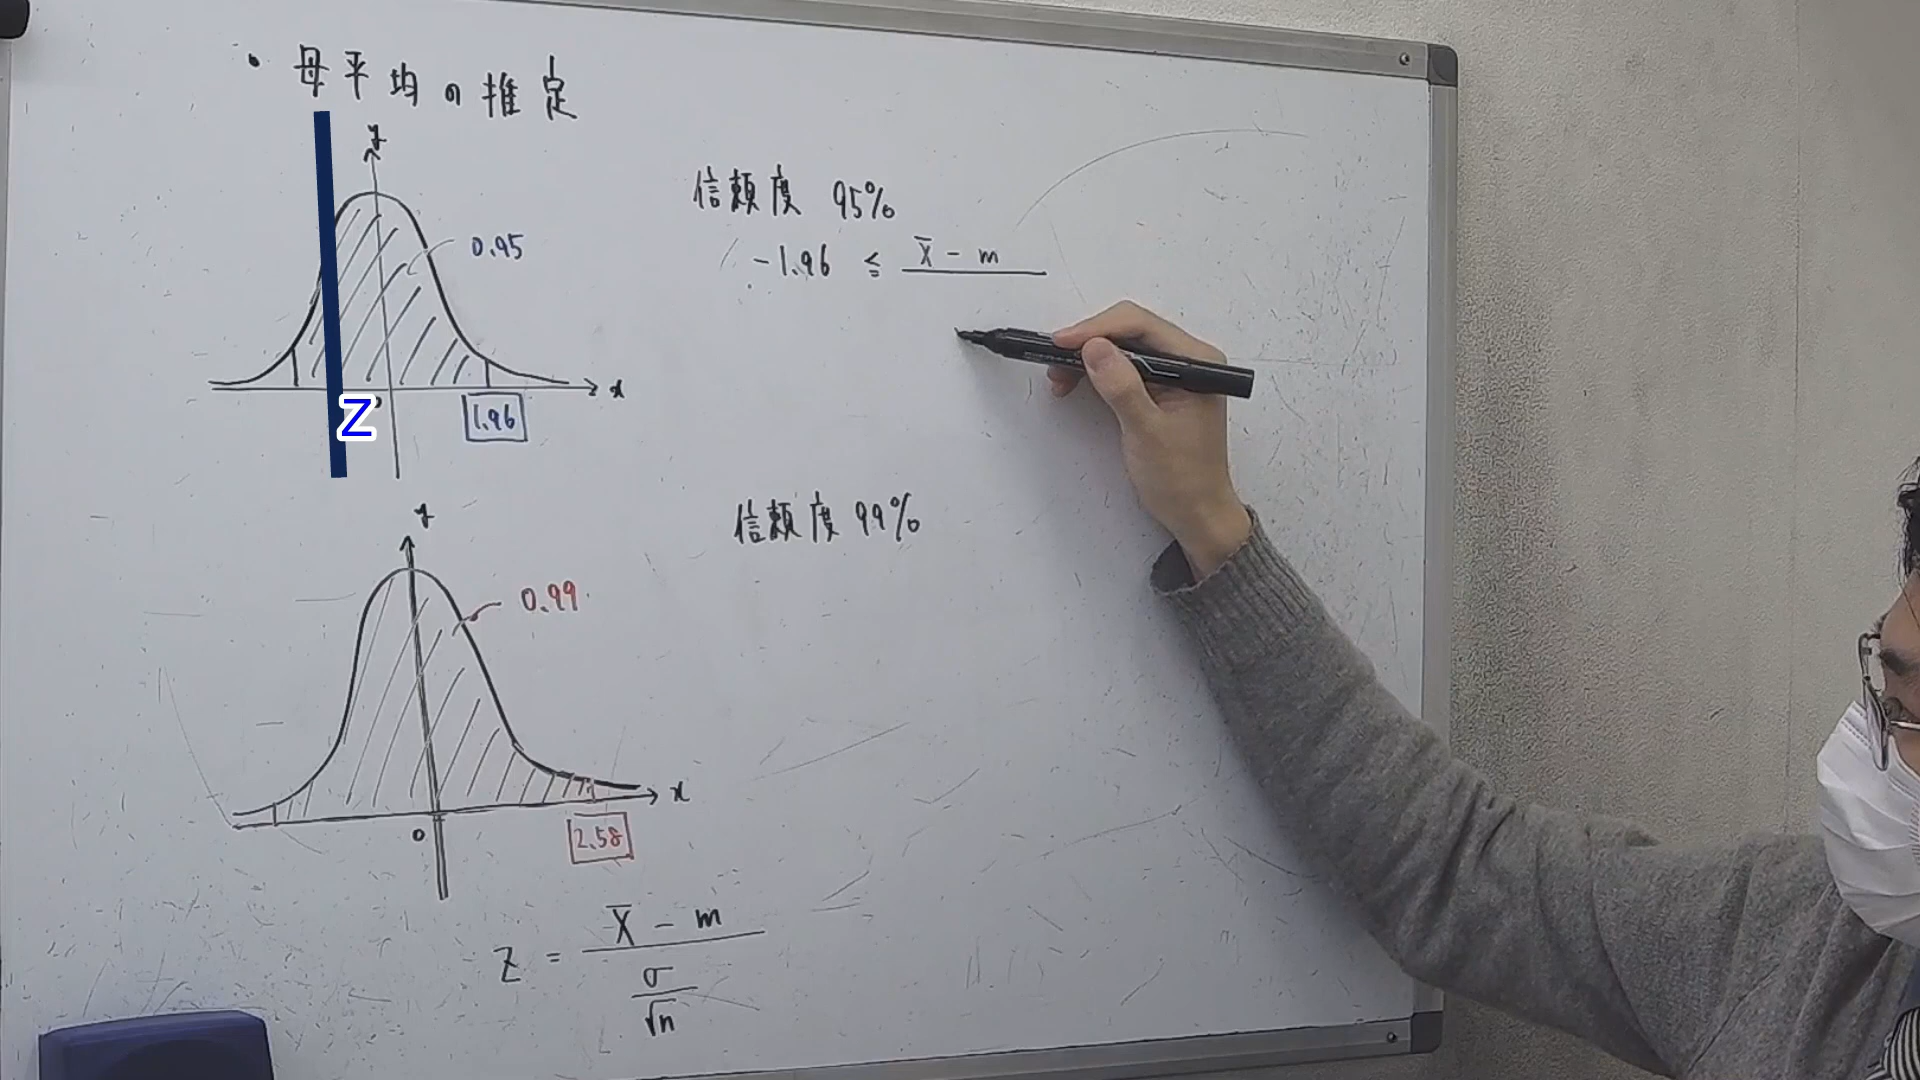 ・母平均の推定
y
0.95
x
Z
1.96
信頼度 95%
-1.96 ≦ X̄ - m
y
0.99
x
0
2.58
信頼度 99%
Z = X̄ - m
σ
√n